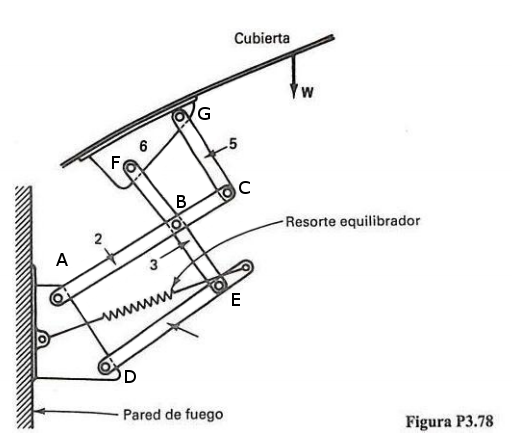 Cubierta
W
G
6
5
F
C
B
A
2
Resorte equilibrador
3
E
D
Pared de fuego
Figura P3.78